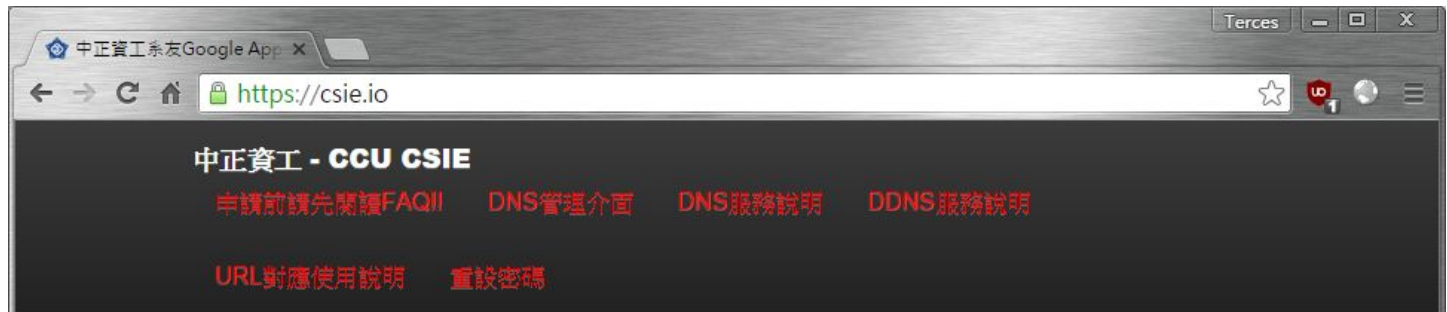 Terces
中正資工系友Google App
https://csie.io
1
中正資工 - CCU CSIE
申請前請先閱讀FAQ!! DNS管理介面 DNS服務說明 DDNS服務說明
URL對應使用說明 重設密碼